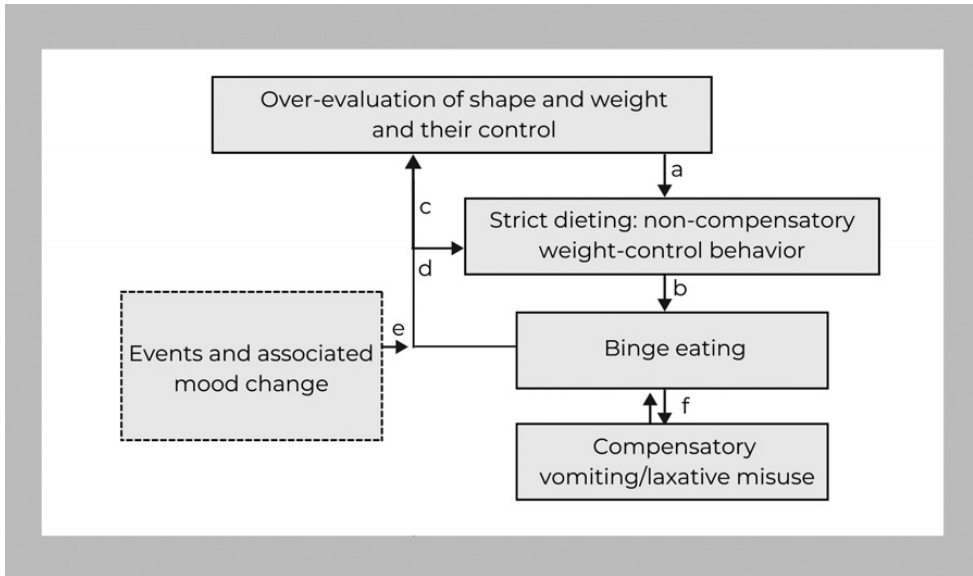 Over-evaluation of shape and weight
and their control
a
c
Strict dieting: non-compensatory
weight-control behavior
d
b
e
Events and associated
mood change
Binge eating
f
Compensatory
vomiting/laxative misuse